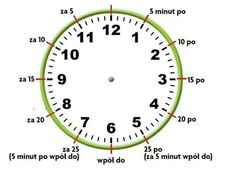 za 5
5 minut po
za 10
10 po
za 15
15 po
za 20
20 po
za 25
25 po
(5 minut po wpół do)
wpół do
(za 5 minut wpół do)
12
1
2
3
4
5
6
7
8
9
10
11